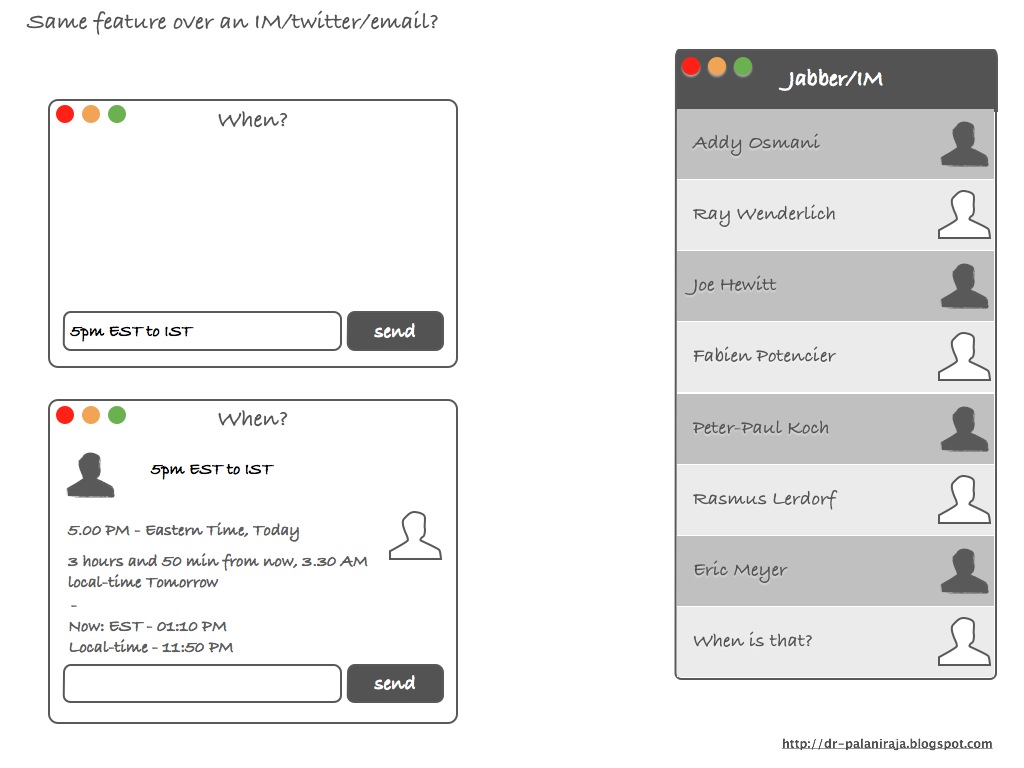 Same feature over an IM/twitter/email?
When?
5pm EST to IST
send
When?
5pm EST to IST
5.00 PM - Eastern Time, Today
3 hours and 50 min from now, 3.30 AM
local-time Tomorrow
-
Now: EST - 01:10 PM
Local-time - 11:50 PM
send
Jabber/IM
Addy Osmani
Ray Wenderlich
Joe Hewitt
Fabien Potencier
Peter-Paul Koch
Rasmus Lerdorf
Eric Meyer
When is that?
http://dr-palaniraja.blogspot.com